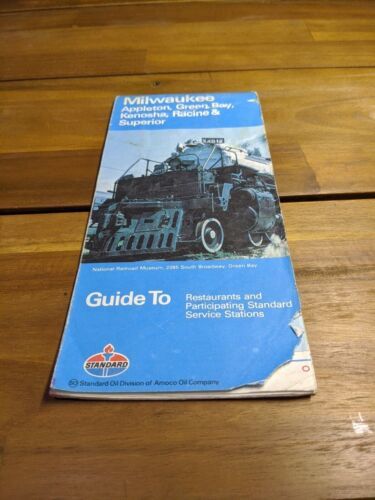 Milwaukee
Appleton, Green Bay,
Kenosha, Racine &
Superior
National Railroad Museum, 2285 South Broadway, Green Bay
Guide To
Restaurants and
Participating Standard
Service Stations
STANDARD
Standard Oil Division of Amoco Oil Company